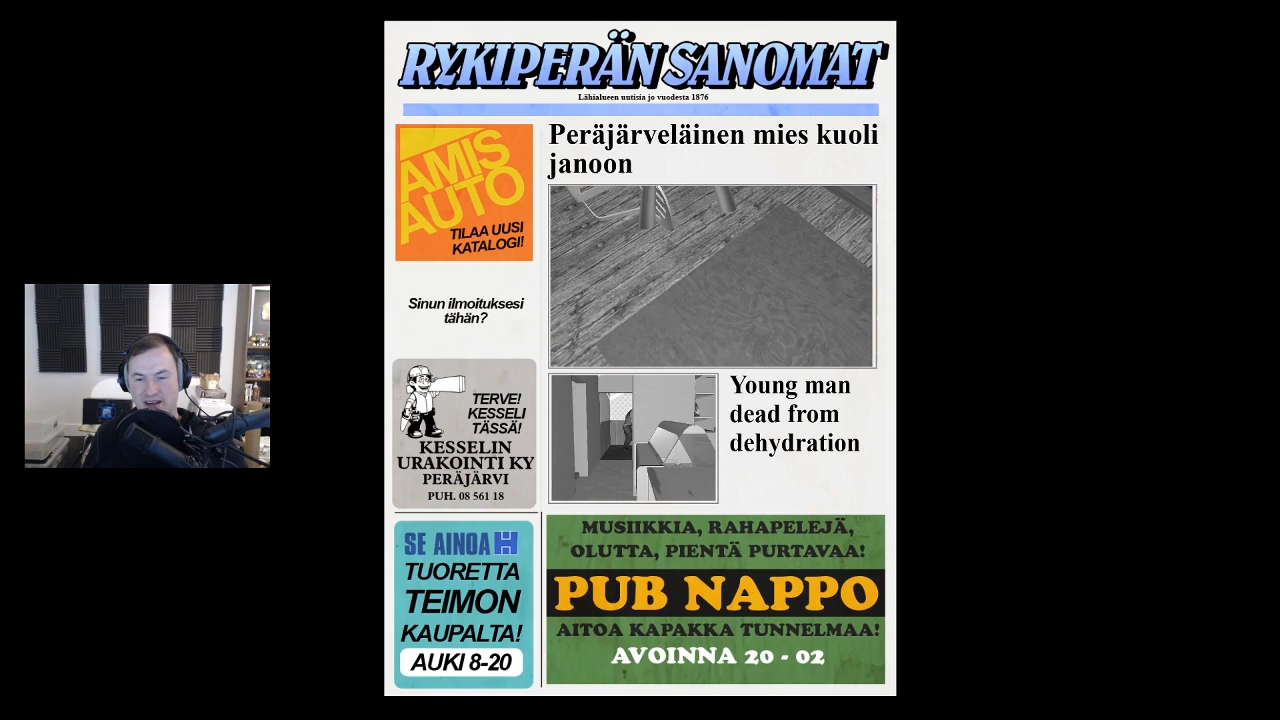 RYKIPERÄN SANOMAT
Lähialueen uutisia jo vuodesta 1876
AMIS
AUTO
TILAA UUSI
KATALOGI!
Sinun ilmoituksesi
tähän?
TERVE!
KESSELI
TÄSSÄ!
KESSELIN
URAKOINTI KY
PERÄJÄRVI
PUH. 08 561 18
SE AINOA H
TUORETTA
TEIMON
KAUPALTA!
AUKI 8-20
Peräjärveläinen mies kuoli
janoon
Young man
dead from
dehydration
MUSIIKKIA, RAHAPELEJÄ,
OLUTTA, PIENTÄ PURTAVAA!
PUB NAPPO
AITOA KAPAKKA TUNNELMAA!
AVOINNA 20 - 02